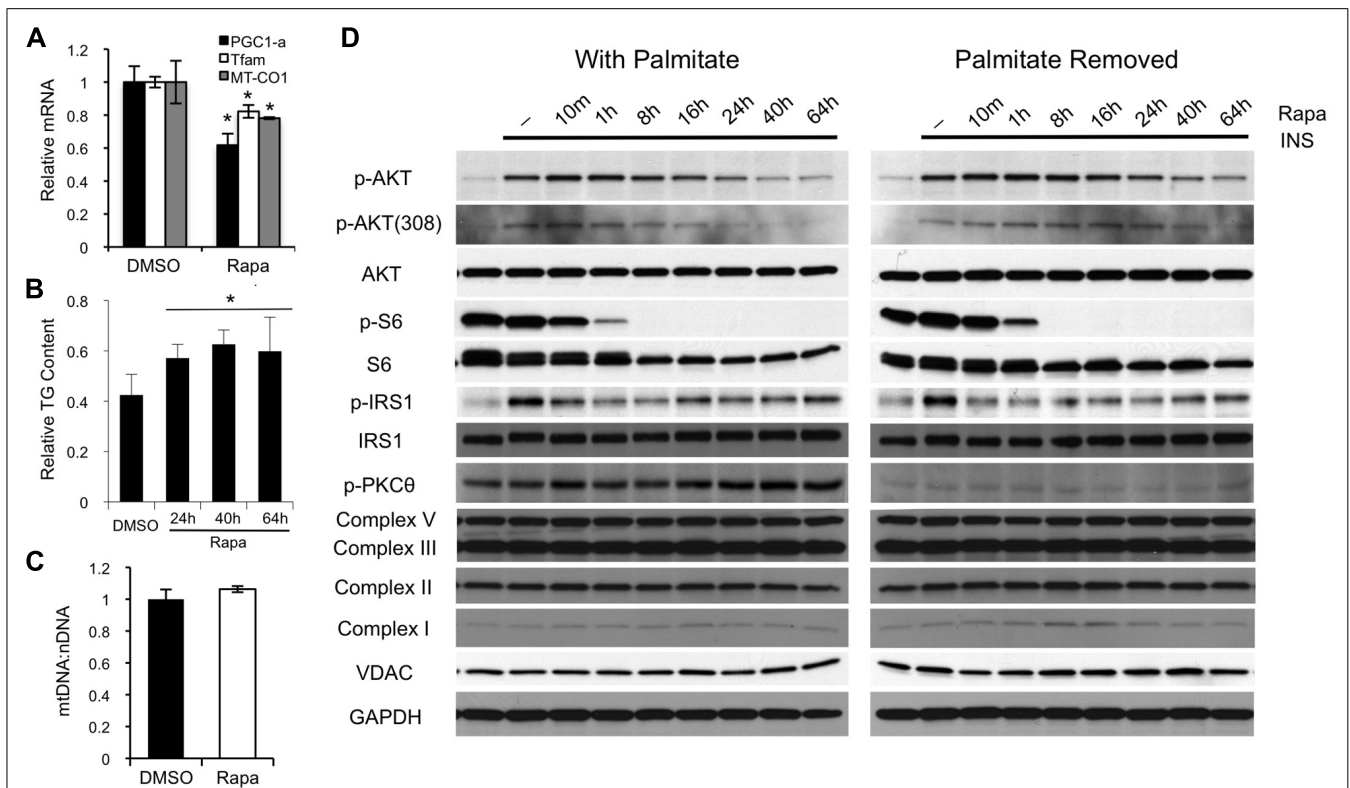 A
PGC1-a
Tfam
MT-CO1
Relative mRNA
1.2
1
0.8
0.6
0.4
0.2
0
*
*
*
DMSO
Rapa
B
Relative TG Content
0.8
0.6
0.4
0.2
0
*
DMSO
24h
40h
64h
Rapa
C
mtDNA:nDNA
1.2
1
0.8
0.6
0.4
0.2
0
DMSO
Rapa
D
With Palmitate
Palmitate Removed
– 10m 1h 8h 16h 24h 40h 64h
– 10m 1h 8h 16h 24h 40h 64h
Rapa
INS
p-AKT
p-AKT(308)
AKT
p-S6
S6
p-IRS1
IRS1
p-PKCθ
Complex V
Complex III
Complex II
Complex I
VDAC
GAPDH